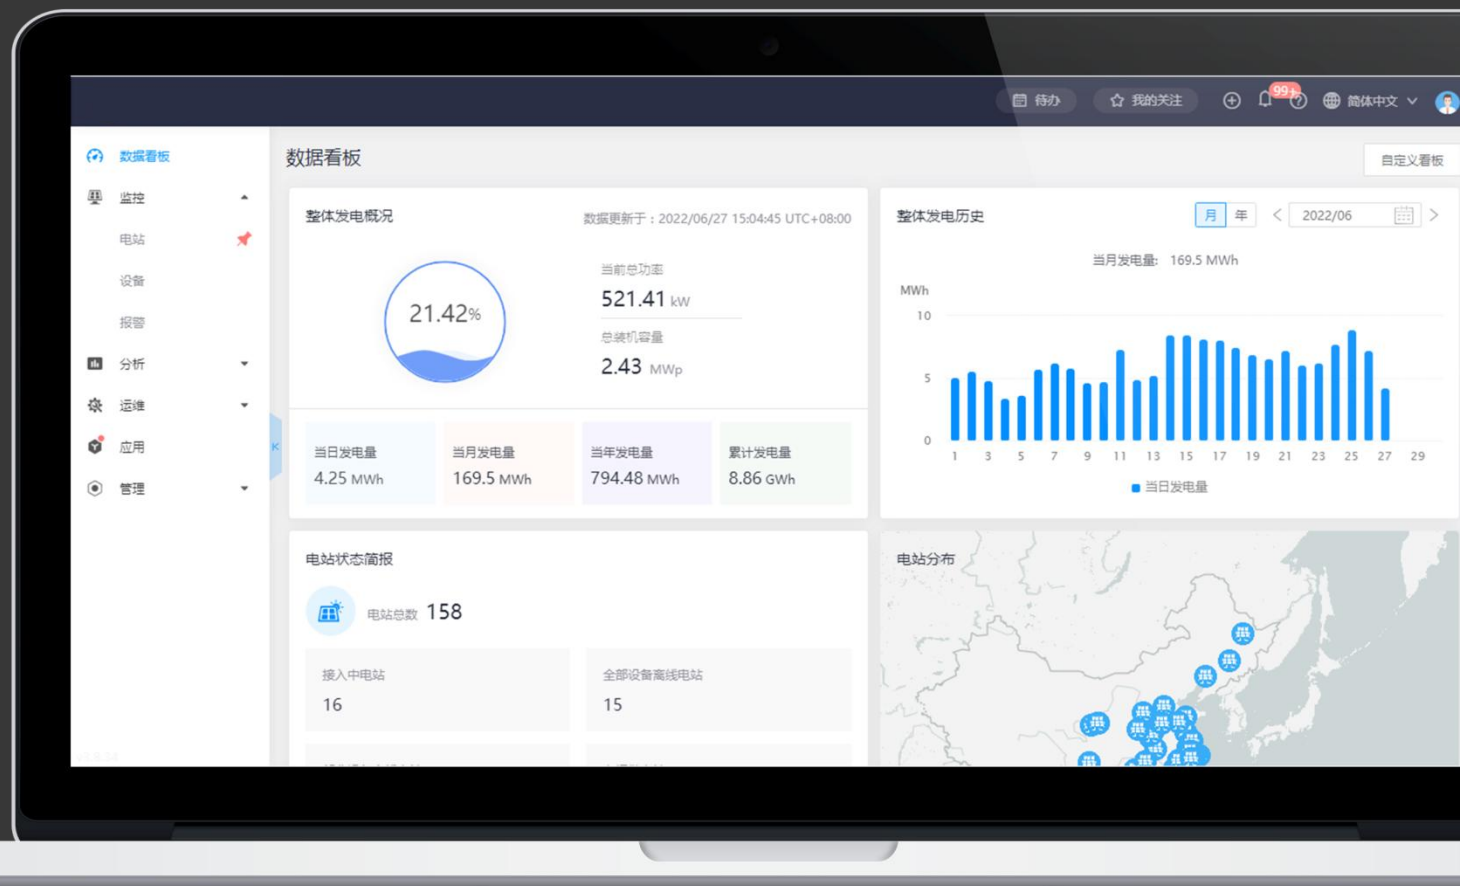 待办
我的关注
99+
简体中文
数据看板
监控
电站
设备
报警
分析
运维
应用
管理
数据看板
自定义看板
整体发电概况
数据更新于：2022/06/27 15:04:45 UTC+08:00
21.42%
当前总功率
521.41 kW
总装机容量
2.43 MWp
当日发电量
4.25 MWh
当月发电量
169.5 MWh
当年发电量
794.48 MWh
累计发电量
8.86 GWh
整体发电历史
月 年
2022/06
当月发电量: 169.5 MWh
MWh
10
5
0
1 3 5 7 9 11 13 15 17 19 21 23 25 27 29
当日发电量
电站状态简报
电站总数 158
接入中电站
16
全部设备离线电站
15
电站分布